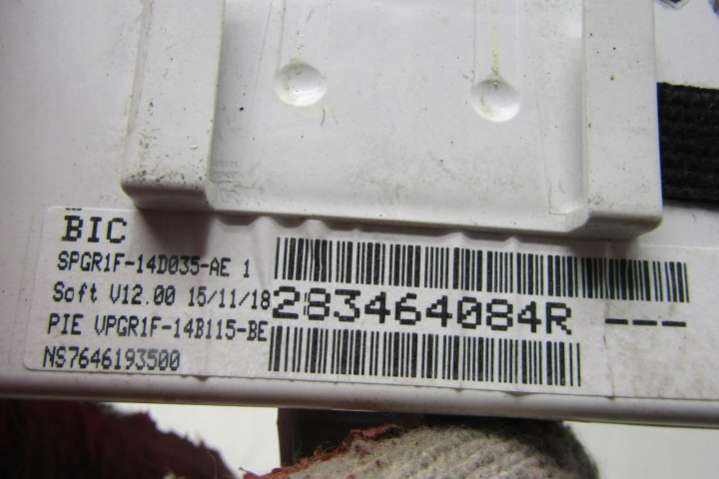 BIC
SPGR1F-14D035-AE 1
Soft V12.00 15/11/18
283464084R ---
PIE VPGR1F-14B115-BE
NS7646193500